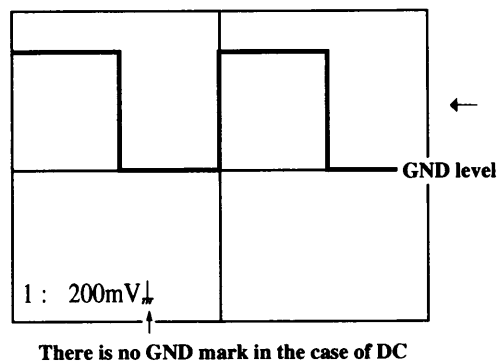 GND level
1 : 200mV
There is no GND mark in the case of DC